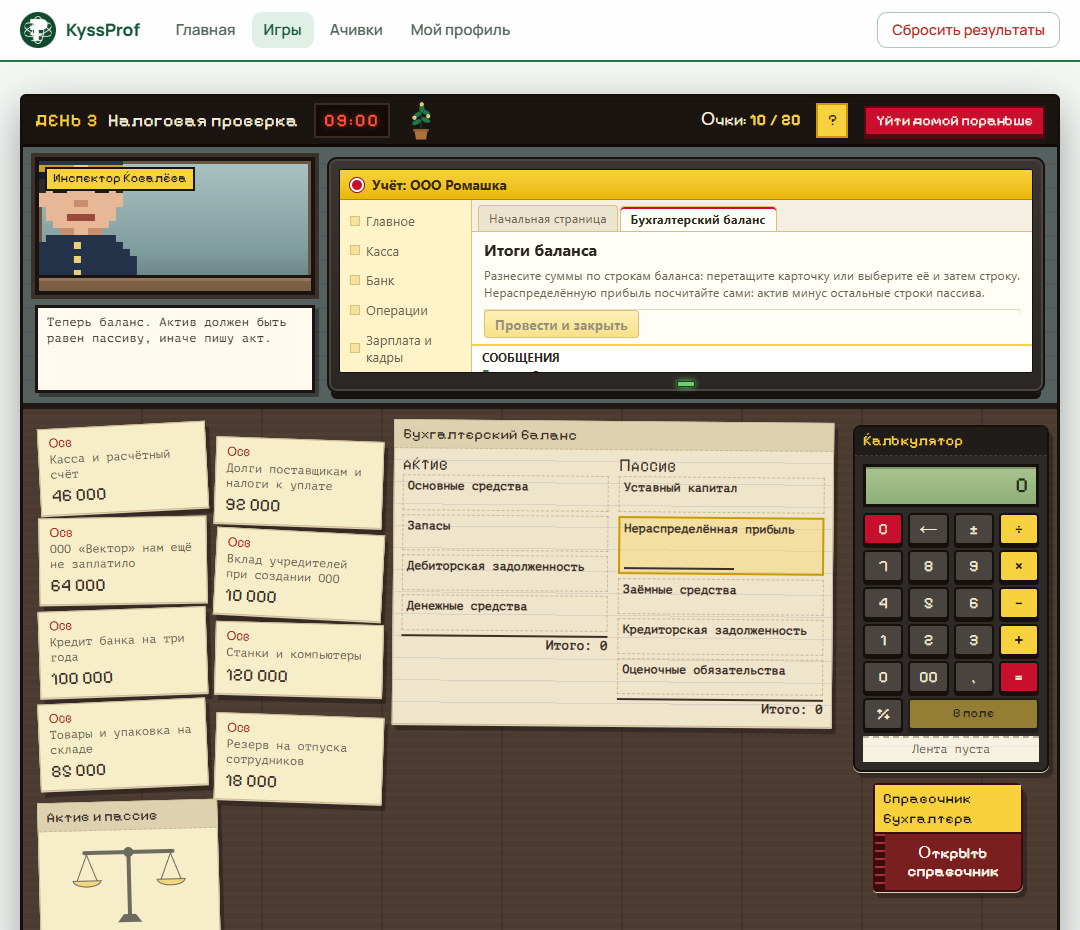 KyssProf
Главная
Игры
Ачивки
Мой профиль
Сбросить результаты
ДЕНЬ 3 Налоговая проверка
09:00
Очки: 10 / 80
?
Уйти домой пораньше
Инспектор Ковалёва
Теперь баланс. Актив должен быть
равен пассиву, иначе пишу акт.
Учёт: ООО Ромашка
Главное
Касса
Банк
Операции
Зарплата и
кадры
Начальная страница
Бухгалтерский баланс
Итоги баланса
Разнесите суммы по строкам баланса: перетащите карточку или выберите её и затем строку.
Нераспределённую прибыль посчитайте сами: актив минус остальные строки пассива.
Провести и закрыть
СООБЩЕНИЯ
Осв
Касса и расчётный
счёт
46 000
Осв
Долги поставщикам и
налоги к уплате
92 000
Осв
ООО «Вектор» нам ещё
не заплатило
64 000
Осв
Вклад учредителей
при создании ООО
10 000
Осв
Кредит банка на три
года
100 000
Осв
Станки и компьютеры
120 000
Осв
Товары и упаковка на
складе
85 000
Осв
Резерв на отпуска
сотрудников
18 000
Актив и пассив
Бухгалтерский баланс
АКТИВ
Основные средства
Запасы
Дебиторская задолженность
Денежные средства
Итого: 0
Пассив
Уставный капитал
Нераспределённая прибыль
Заёмные средства
Кредиторская задолженность
Оценочные обязательства
Итого: 0
Калькулятор
0
С ← ± ÷
7 8 9 ×
4 5 6 −
1 2 3 +
0 00 , =
% В поле
Лента пуста
Справочник
бухгалтера
Открыть
справочник